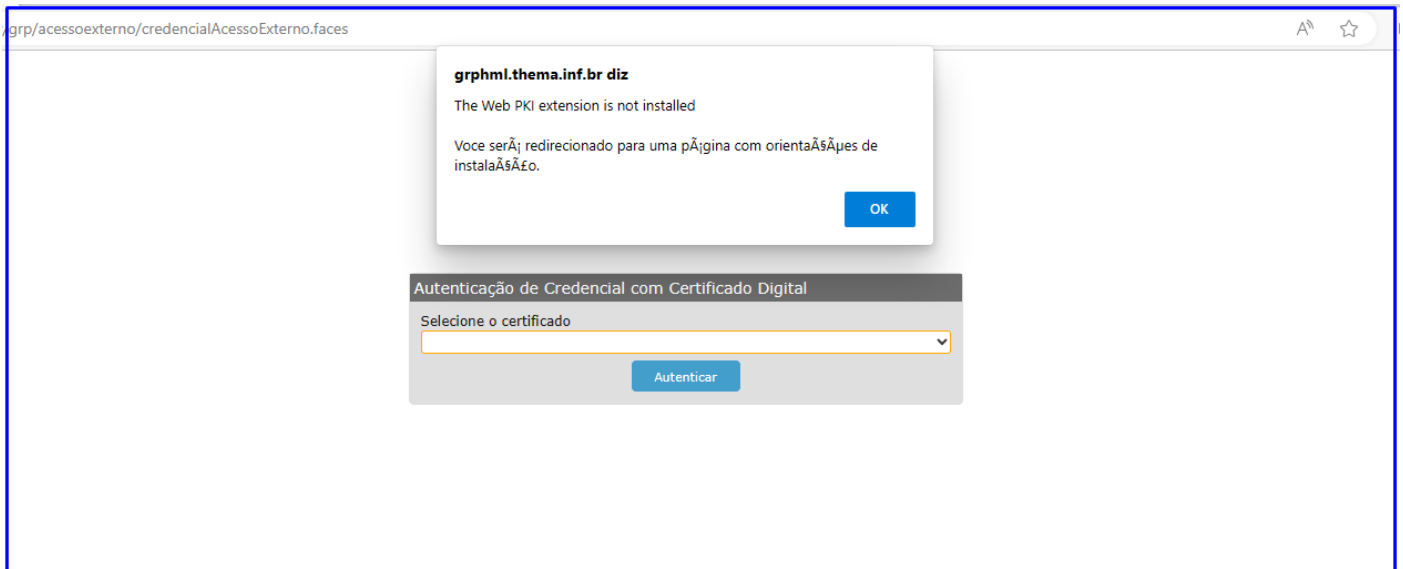 /grp/acessoexterno/credencialAcessoExterno.faces
grphml.thema.inf.br diz
The Web PKI extension is not installed
Voce serÃ¡ redirecionado para uma pÃ¡gina com orientaÃ§Ãµes de
instalaÃ§Ã£o.
OK
Autenticação de Credencial com Certificado Digital
Selecione o certificado
Autenticar